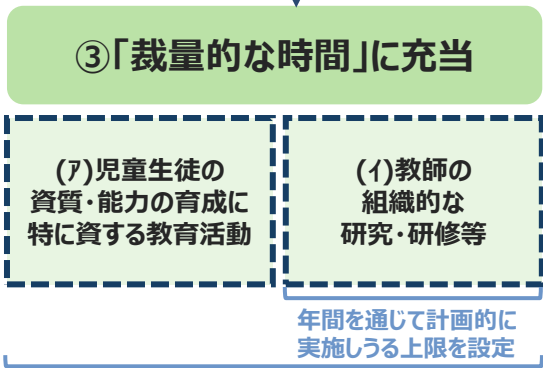 ③「裁量的な時間」に充当
(ｱ)児童生徒の
資質・能力の育成に
特に資する教育活動
(ｲ)教師の
組織的な
研究・研修等
年間を通じて計画的に
実施しうる上限を設定